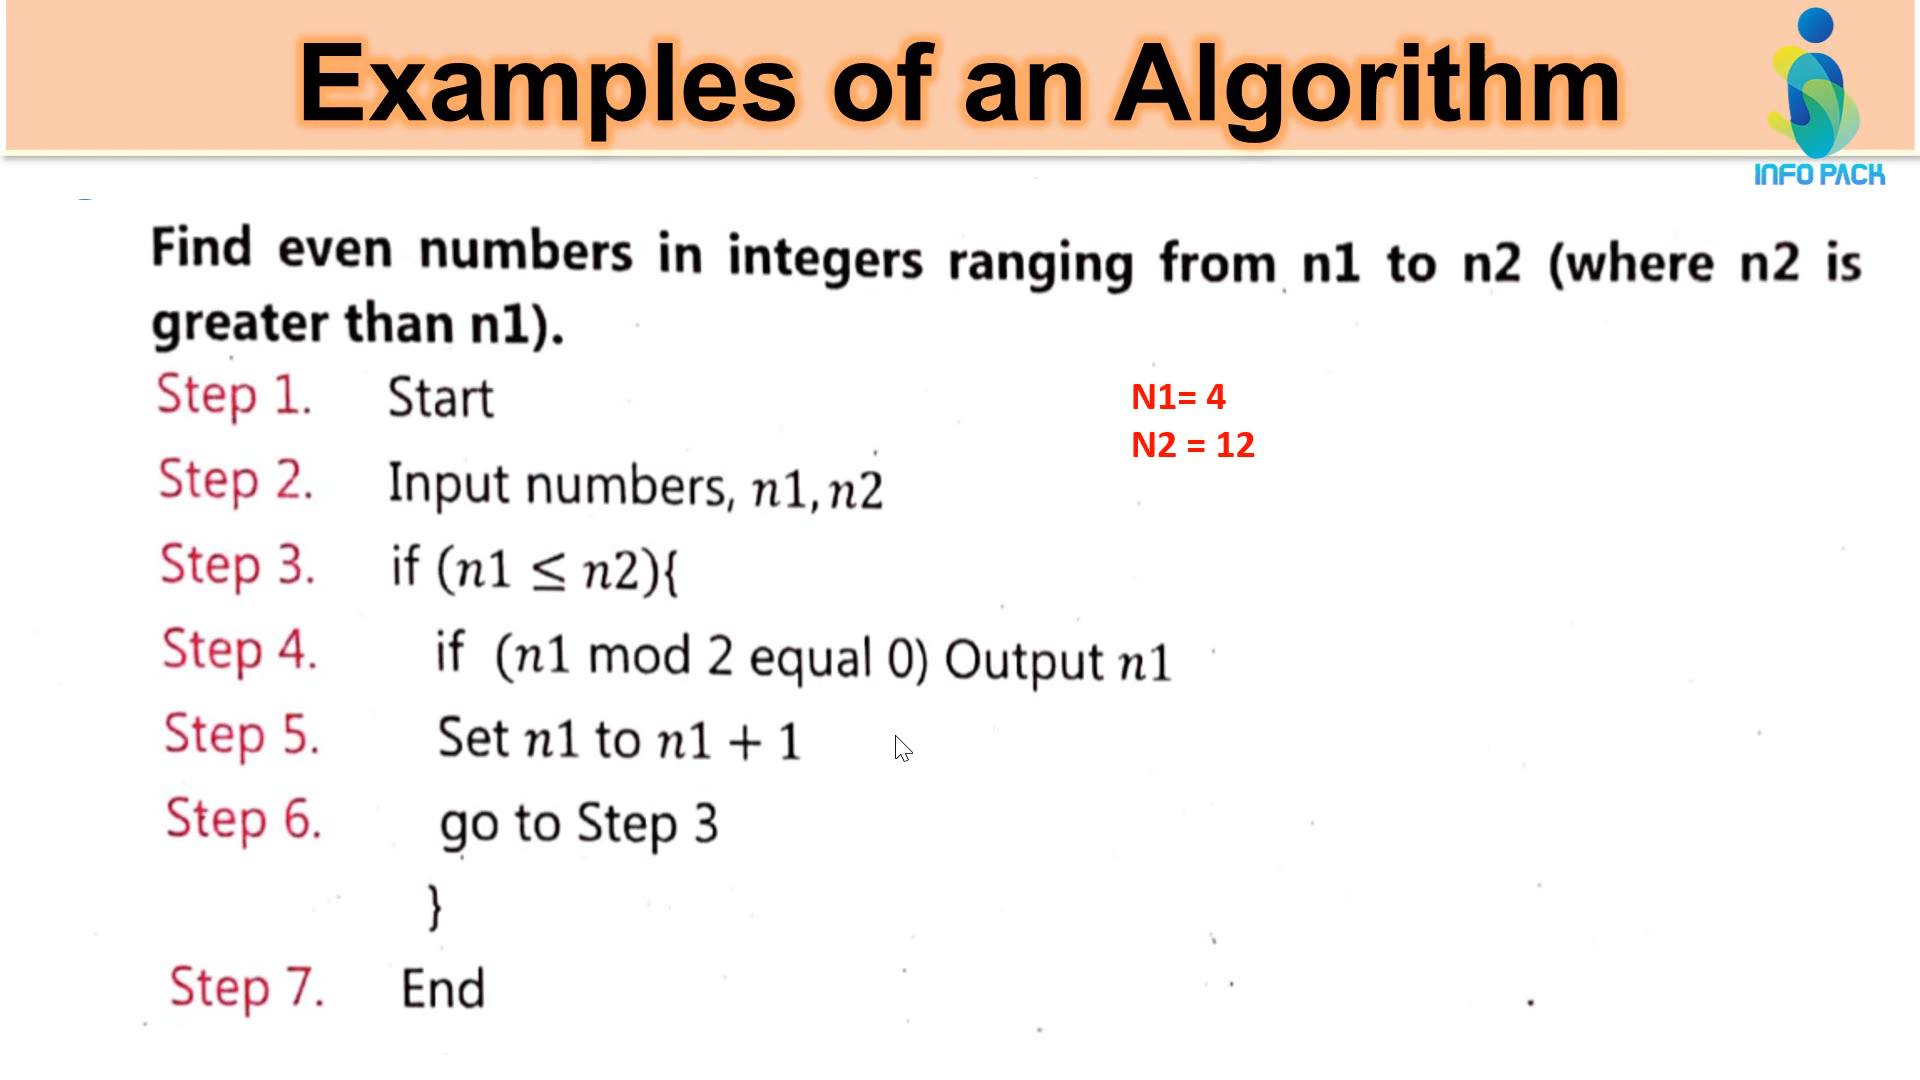 Examples of an Algorithm
INFO PACK
Find even numbers in integers ranging from n1 to n2 (where n2 is
greater than n1).
Step 1. Start
N1= 4
N2 = 12
Step 2. Input numbers, n1, n2
Step 3. if (n1 ≤ n2){
Step 4. if (n1 mod 2 equal 0) Output n1
Step 5. Set n1 to n1 + 1
Step 6. go to Step 3
}
Step 7. End